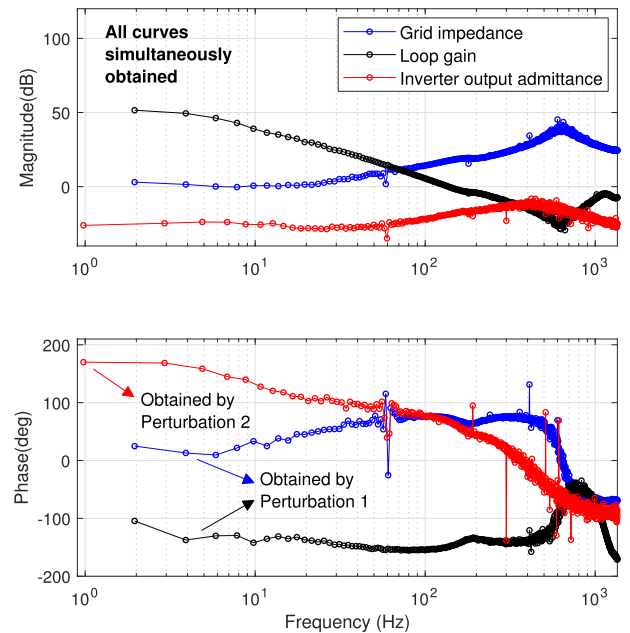 All curves
simultaneously
obtained
Grid impedance
Loop gain
Inverter output admittance
Magnitude(dB)
100
50
0
10^0
10^1
10^2
10^3
Phase(deg)
200
100
0
-100
-200
Obtained by
Perturbation 2
Obtained by
Perturbation 1
10^0
10^1
10^2
10^3
Frequency (Hz)